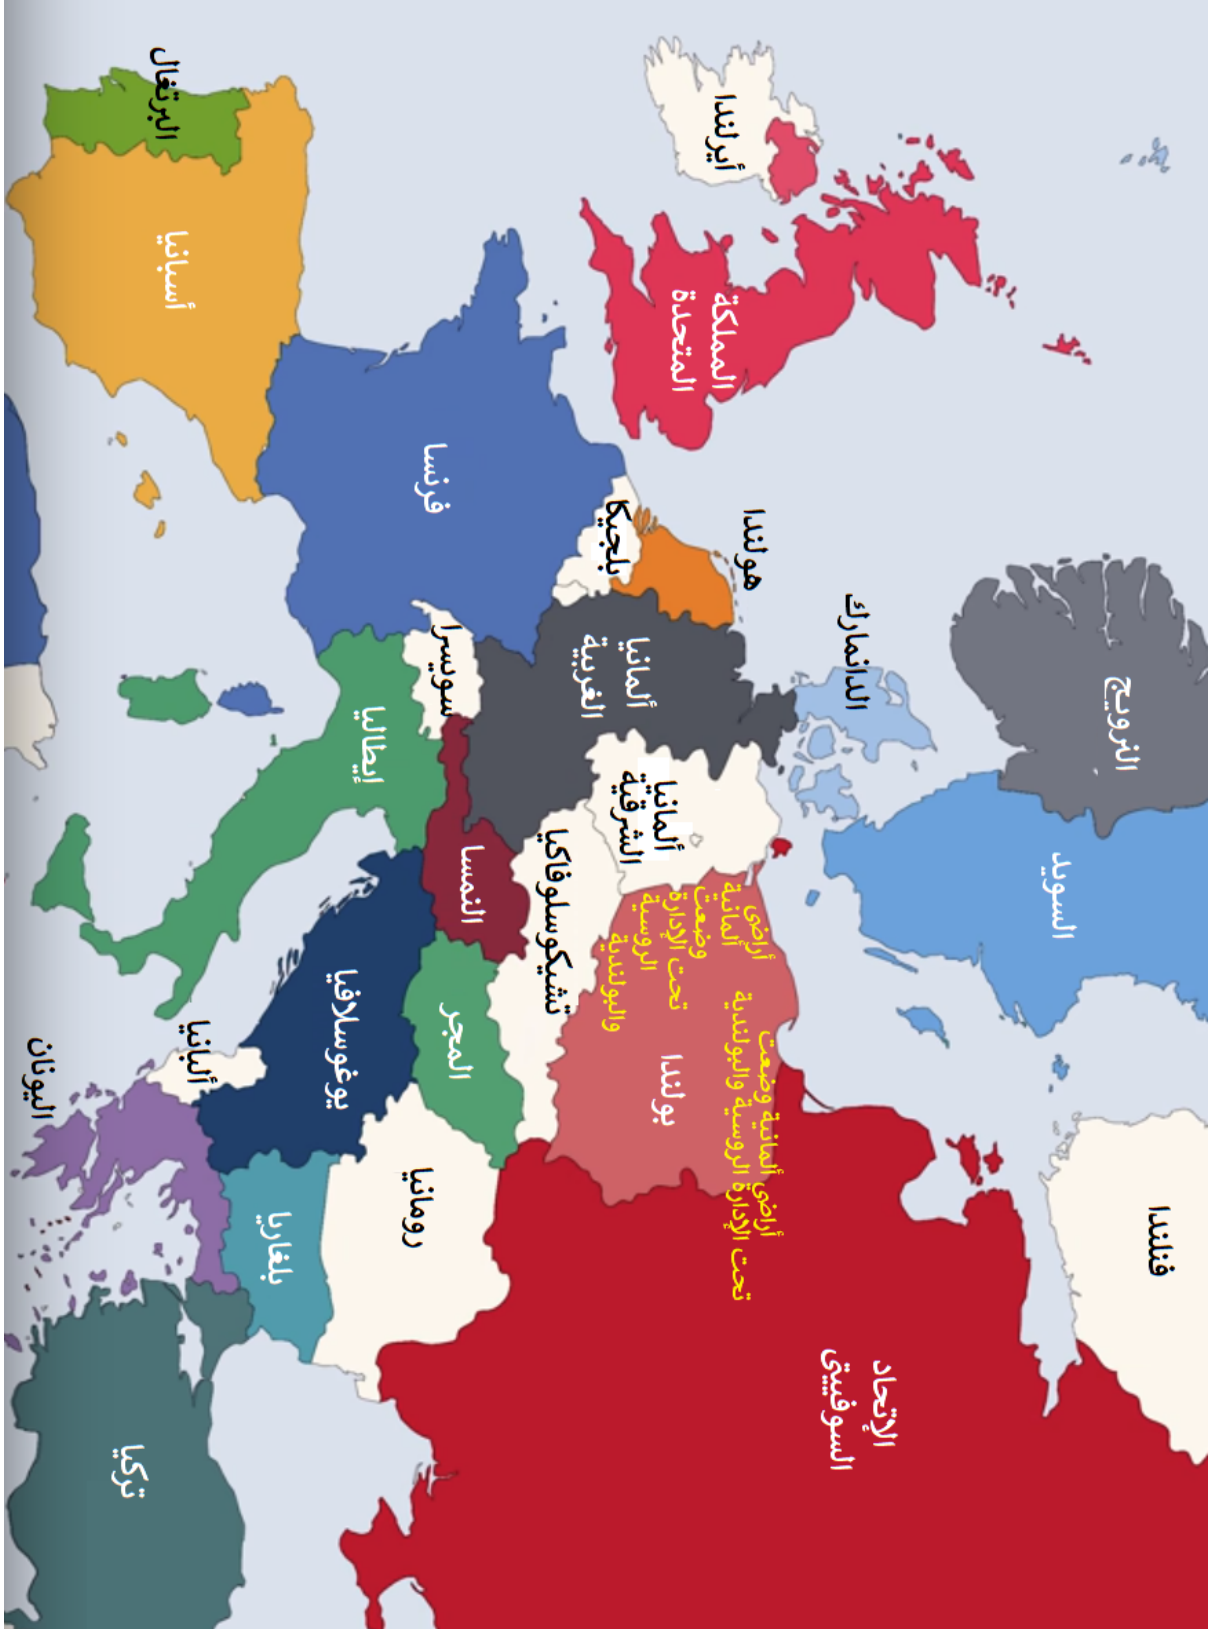 النرويج
السويد
فنلندا
الدانمارك
أيرلندا
المملكة
المتحدة
هولندا
بلجيكا
ألمانيا
الغربية
ألمانيا
الشرقية
أراضى
ألمانية
وضعت
تحت الإدارة
الروسية
والبولندية
أراضي ألمانية وضعت
تحت الإدارة الروسية والبولندية
بولندا
الإتحاد
السوفييتى
تشيكوسلوفاكيا
فرنسا
سويسرا
النمسا
المجر
رومانيا
إيطاليا
يوغوسلافيا
بلغاريا
ألبانيا
اليونان
تركيا
البرتغال
أسبانيا